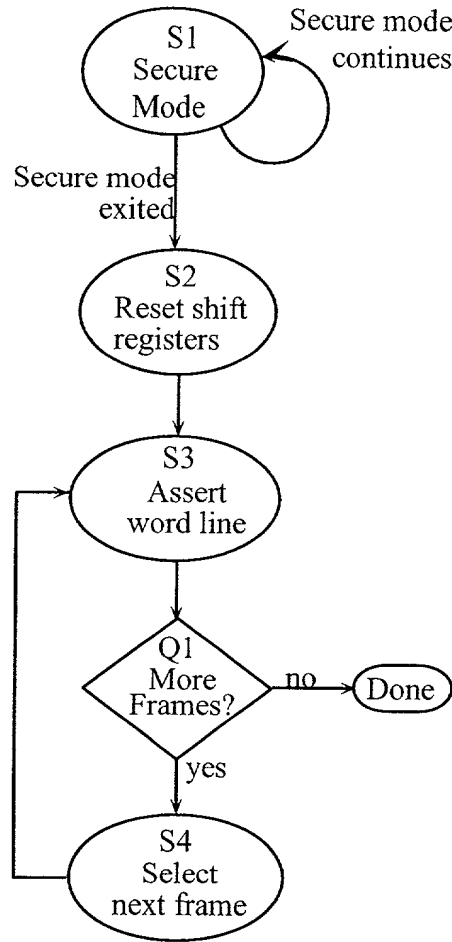 S1
Secure
Mode
Secure mode
continues
Secure mode
exited
S2
Reset shift
registers
S3
Assert
word line
Q1
More
Frames?
no
Done
yes
S4
Select
next frame